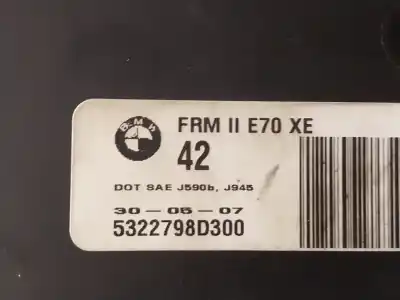 BMW
FRM II E70 XE
42
DOT SAE J590b, J945
30-05-07
5322798D300